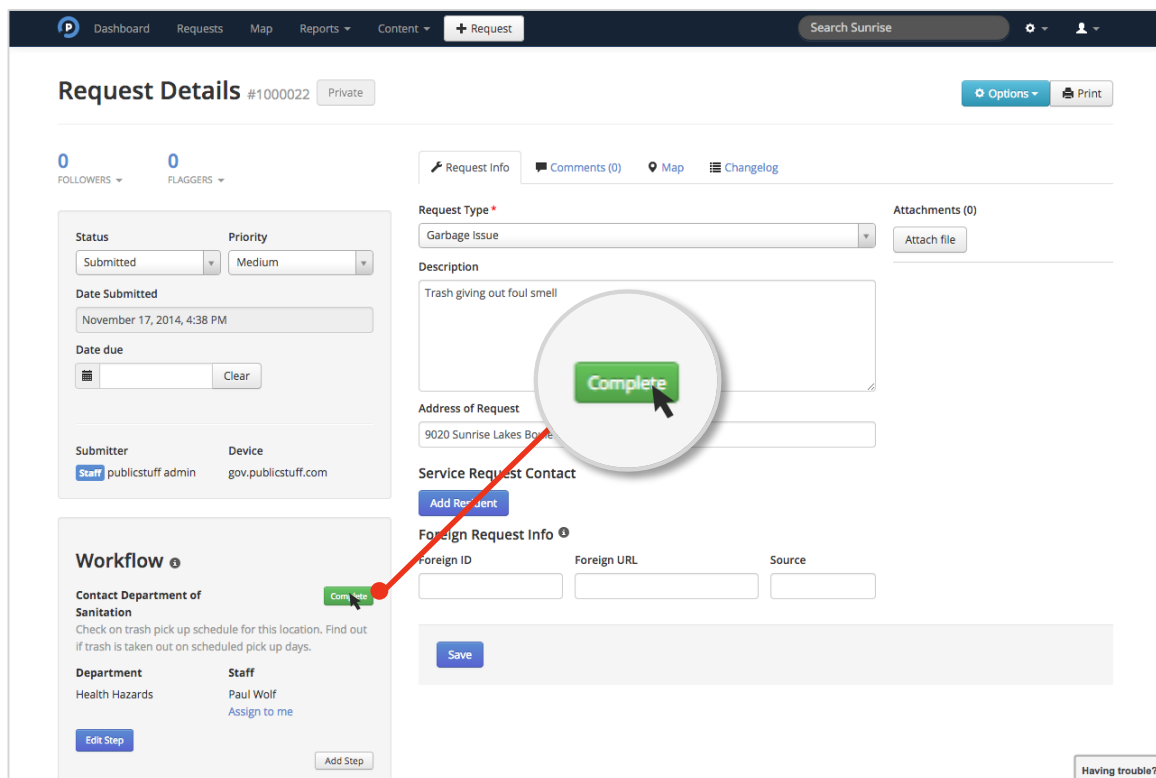 Dashboard Requests Map Reports Content + Request Search Sunrise
Request Details #1000022 Private Options Print
0 0
FOLLOWERS FLAGGERS
Request Info Comments (0) Map Changelog
Status Priority
Submitted Medium
Date Submitted
November 17, 2014, 4:38 PM
Date due
Clear
Submitter Device
Staff publicstuff admin gov.publicstuff.com
Workflow
Contact Department of
Sanitation
Complete
Check on trash pick up schedule for this location. Find out
if trash is taken out on scheduled pick up days.
Department Staff
Health Hazards Paul Wolf
Assign to me
Edit Step
Add Step
Request Type *
Garbage Issue
Description
Trash giving out foul smell
Complete
Address of Request
9020 Sunrise Lakes
Service Request Contact
Add Resident
Foreign Request Info
Foreign ID Foreign URL Source
Save
Attachments (0)
Attach file
Having trouble?